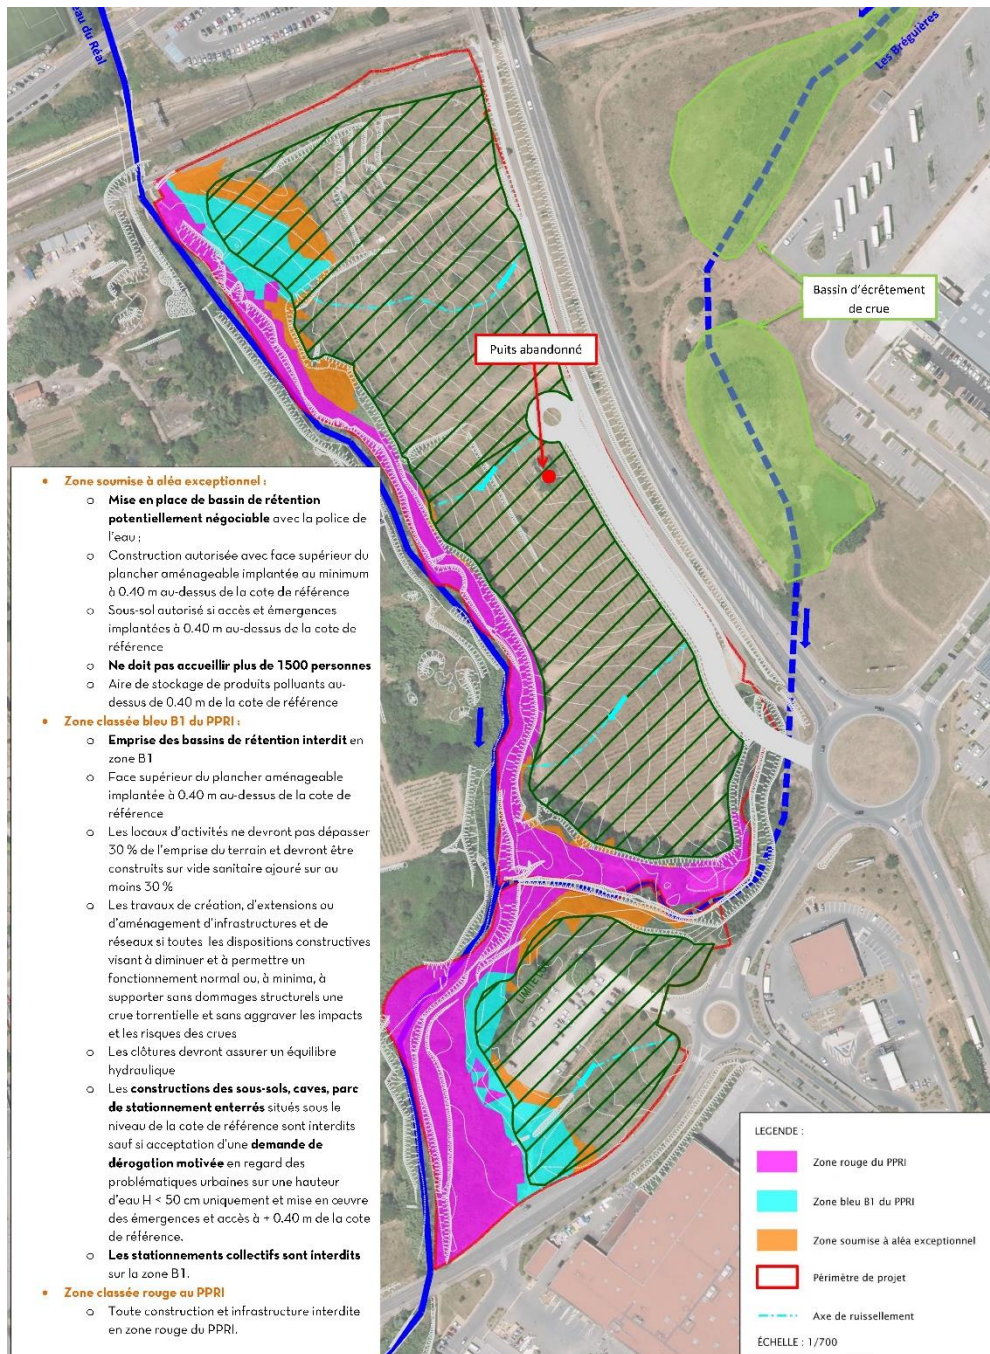 eau du Réal
Les Bréguières
Bassin d'écrêtement
de crue
Puits abandonné
• Zone soumise à aléa exceptionnel :
o Mise en place de bassin de rétention
potentiellement négociable avec la police de
l'eau ;
o Construction autorisée avec face supérieur du
plancher aménageable implantée au minimum
à 0.40 m au-dessus de la cote de référence
o Sous-sol autorisé si accès et émergences
implantées à 0.40 m au-dessus de la cote de
référence
o Ne doit pas accueillir plus de 1500 personnes
o Aire de stockage de produits polluants au-
dessus de 0.40 m de la cote de référence
• Zone classée bleu B1 du PPRI :
o Emprise des bassins de rétention interdit en
zone B1
o Face supérieur du plancher aménageable
implantée à 0.40 m au-dessus de la cote de
référence
o Les locaux d'activités ne devront pas dépasser
30 % de l'emprise du terrain et devront être
construits sur vide sanitaire ajouré sur au
moins 30 %
o Les travaux de création, d'extensions ou
d'aménagement d'infrastructures et de
réseaux si toutes les dispositions constructives
visant à diminuer et à permettre un
fonctionnement normal ou, à minima, à
supporter sans dommages structurels une
crue torrentielle et sans aggraver les impacts
et les risques des crues
o Les clôtures devront assurer un équilibre
hydraulique
o Les constructions des sous-sols, caves, parc
de stationnement enterrés situés sous le
niveau de la cote de référence sont interdits
sauf si acceptation d'une demande de
dérogation motivée en regard des
problématiques urbaines sur une hauteur
d'eau H < 50 cm uniquement et mise en œuvre
des émergences et accès à + 0.40 m de la cote
de référence.
o Les stationnements collectifs sont interdits
sur la zone B1.
• Zone classée rouge au PPRI
o Toute construction et infrastructure interdite
en zone rouge du PPRI.
LEGENDE :
Zone rouge du PPRI
Zone bleu B1 du PPRI
Zone soumise à aléa exceptionnel
Périmètre de projet
Axe de ruissellement
ÉCHELLE : 1/700